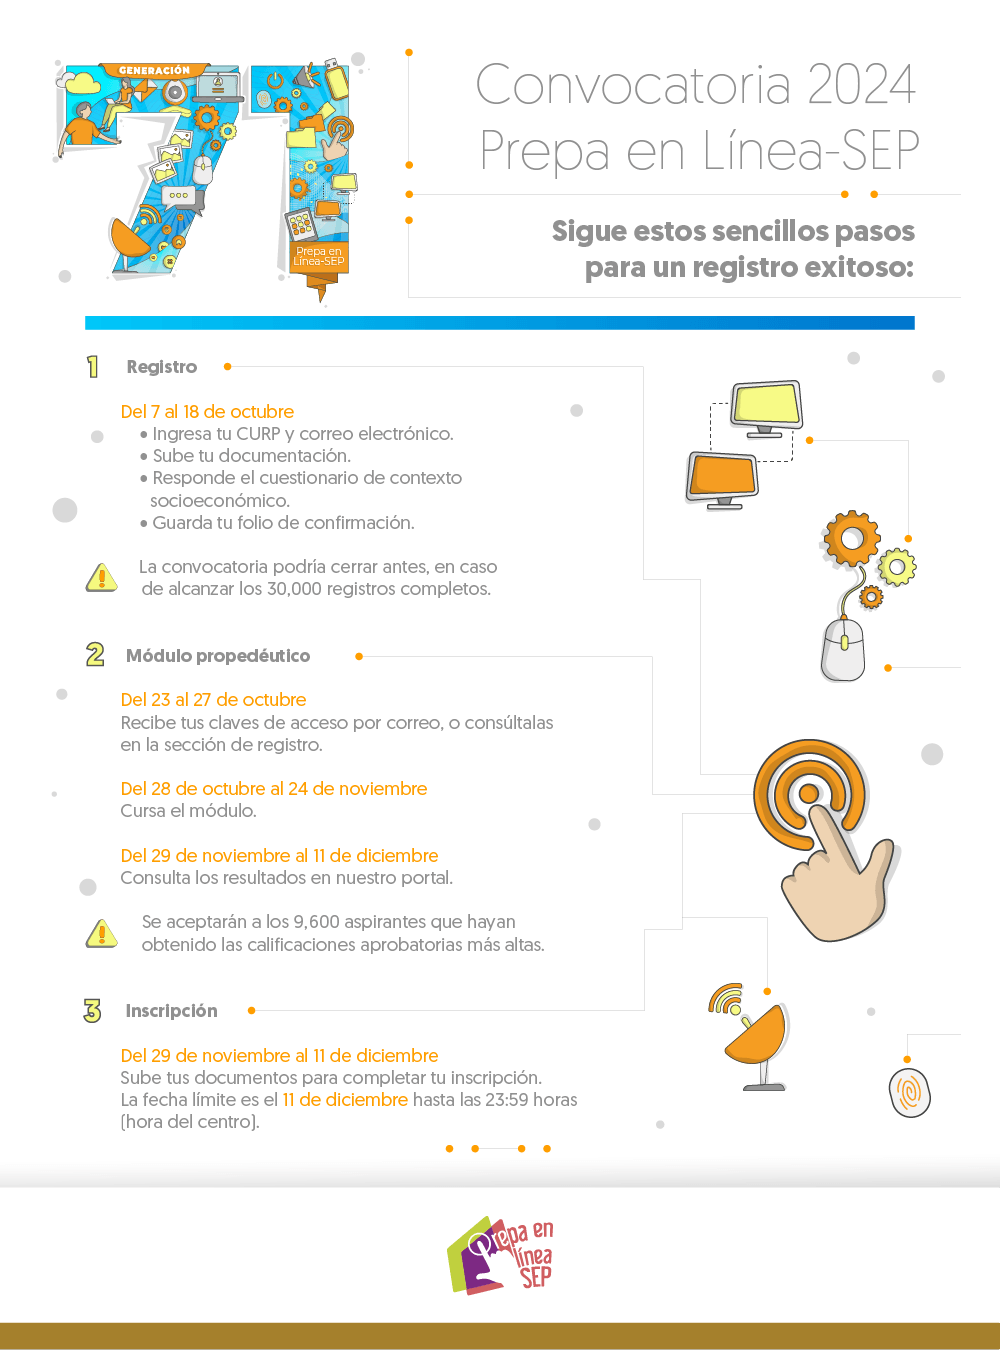 GENERACIÓN
71
Prepa en
Línea-SEP
Convocatoria 2024
Prepa en Línea-SEP
Sigue estos sencillos pasos
para un registro exitoso:
1 Registro
Del 7 al 18 de octubre
• Ingresa tu CURP y correo electrónico.
• Sube tu documentación.
• Responde el cuestionario de contexto
socioeconómico.
• Guarda tu folio de confirmación.
La convocatoria podría cerrar antes, en caso
de alcanzar los 30,000 registros completos.
2 Módulo propedéutico
Del 23 al 27 de octubre
Recibe tus claves de acceso por correo, o consúltalas
en la sección de registro.
Del 28 de octubre al 24 de noviembre
Cursa el módulo.
Del 29 de noviembre al 11 de diciembre
Consulta los resultados en nuestro portal.
Se aceptarán a los 9,600 aspirantes que hayan
obtenido las calificaciones aprobatorias más altas.
3 Inscripción
Del 29 de noviembre al 11 de diciembre
Sube tus documentos para completar tu inscripción.
La fecha límite es el 11 de diciembre hasta las 23:59 horas
(hora del centro).
Prepa en
línea
SEP